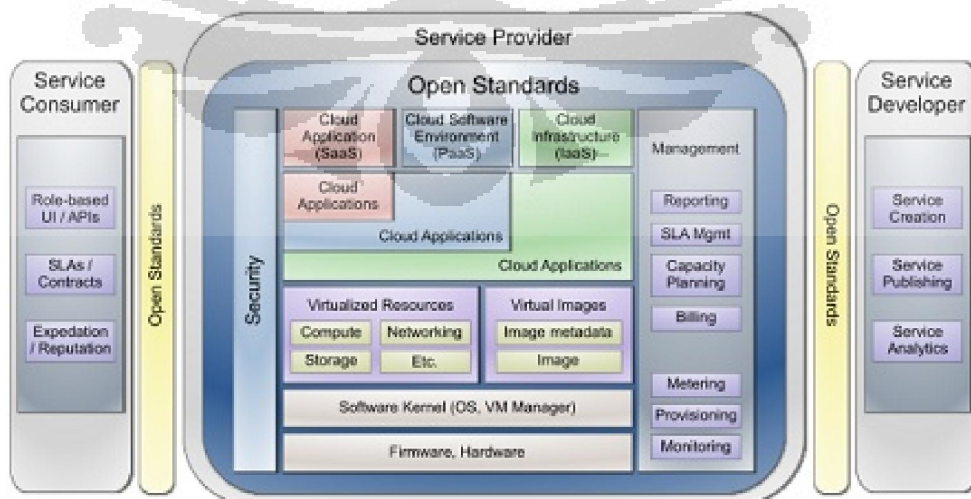 Service Provider
Open Standards
Service
Consumer
Role-based
UI / APIs
SLAs /
Contracts
Expedation
/ Reputation
Open Standards
Security
Cloud
Application
(SaaS)
Cloud Software
Environment
(PaaS)
Cloud
Infrastructure
(IaaS)
Cloud
Applications
Cloud Applications
Cloud Applications
Virtualized Resources
Compute
Networking
Storage
Etc.
Virtual Images
Image metadata
Image
Software Kernel (OS, VM Manager)
Firmware, Hardware
Management
Reporting
SLA Mgmt
Capacity
Planning
Billing
Metering
Provisioning
Monitoring
Open Standards
Service
Developer
Service
Creation
Service
Publishing
Service
Analytics